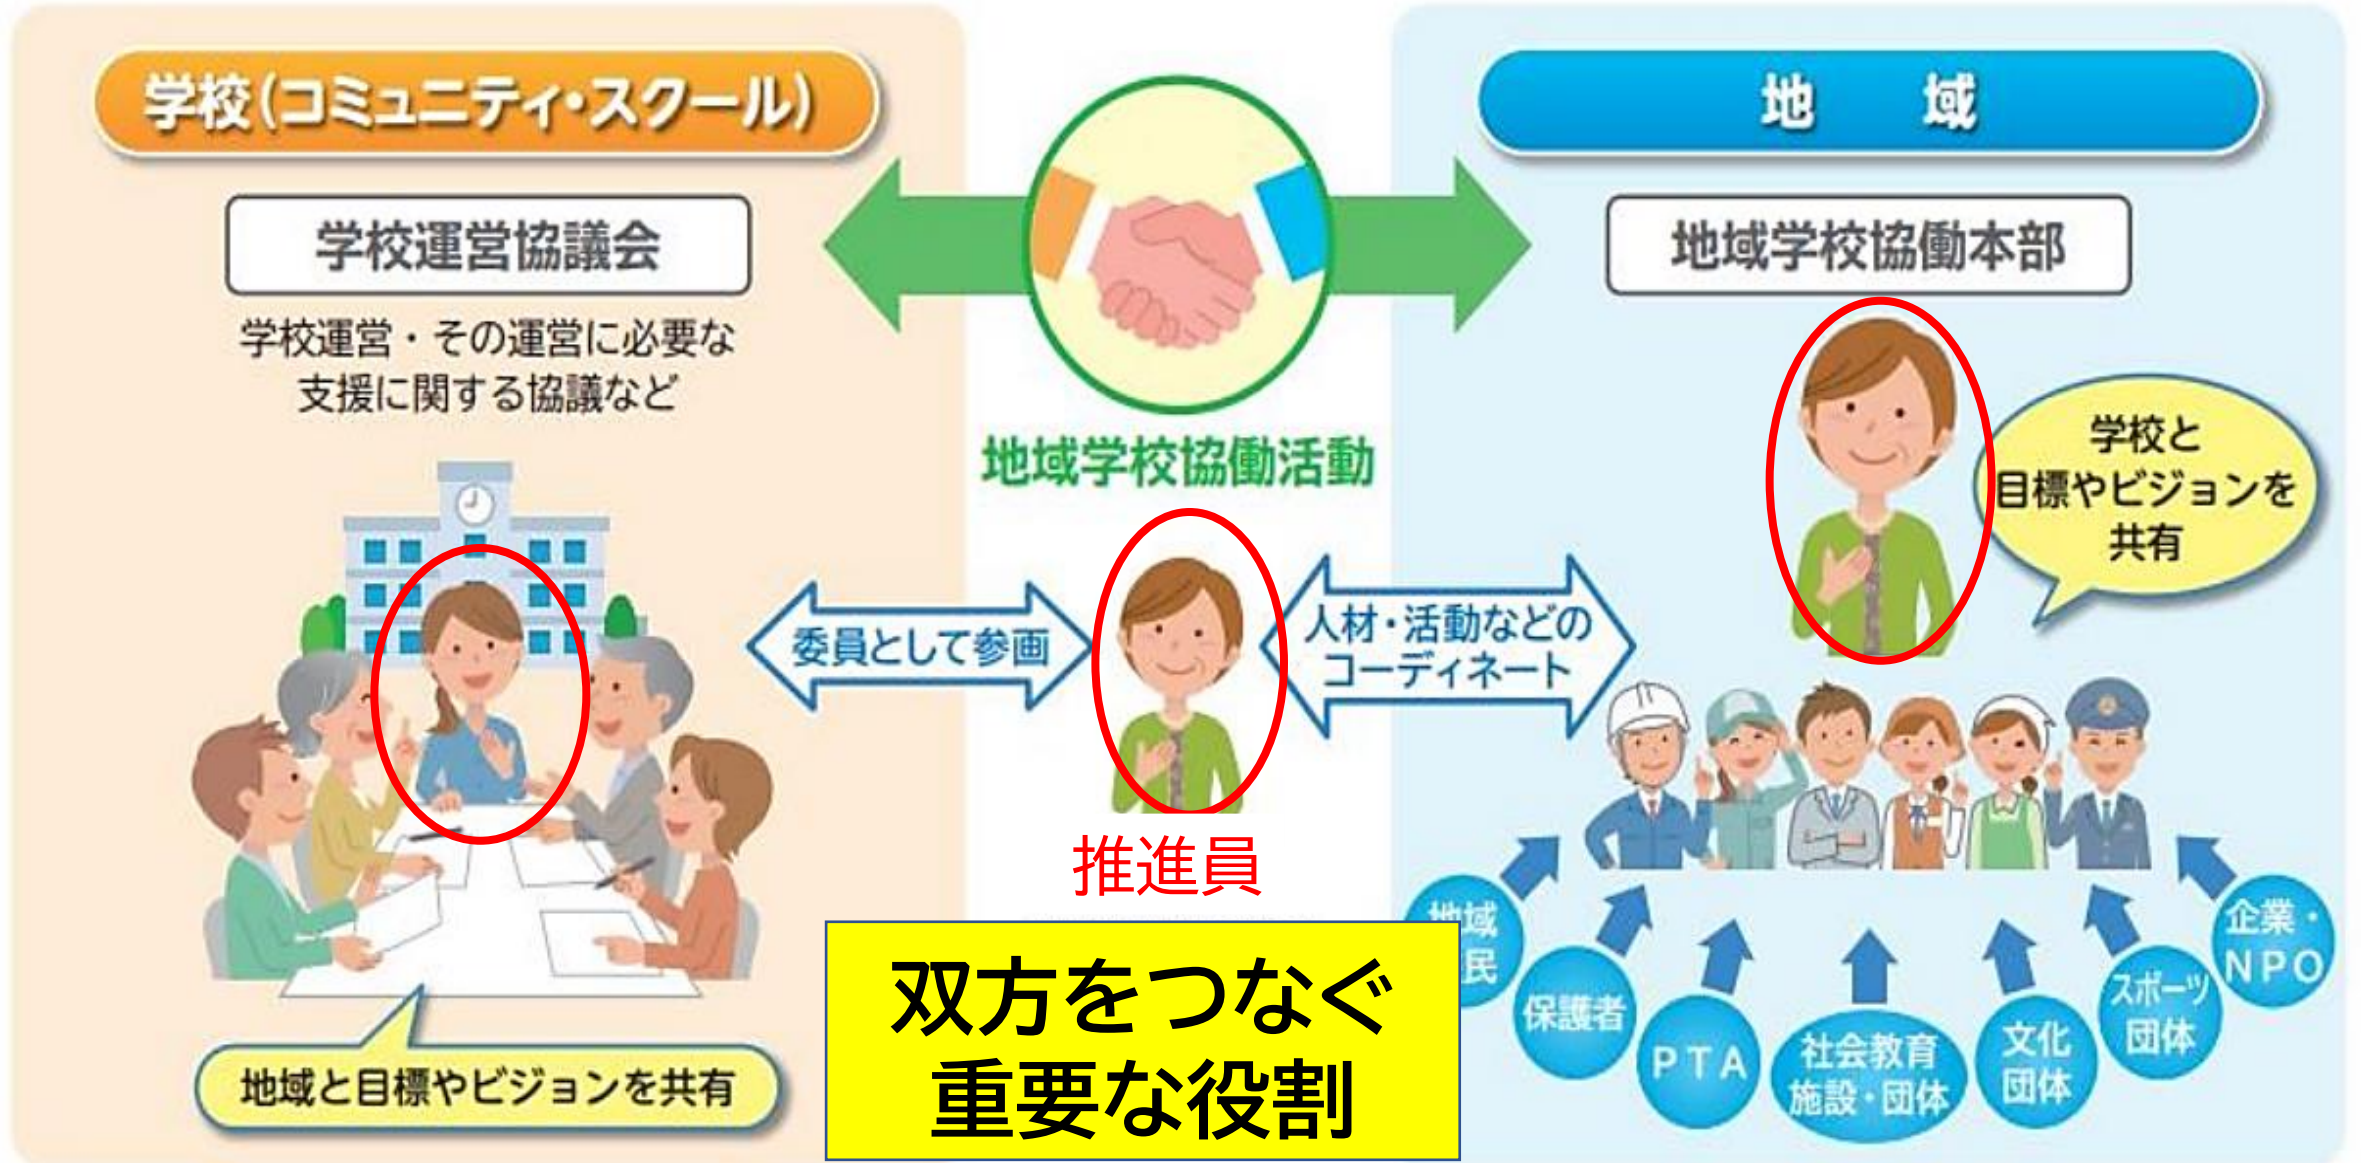 学校(コミュニティ・スクール)
学校運営協議会
学校運営・その運営に必要な
支援に関する協議など
地域と目標やビジョンを共有
地域学校協働活動
委員として参画
人材・活動などの
コーディネート
推進員
双方をつなぐ
重要な役割
地 域
地域学校協働本部
学校と
目標やビジョンを
共有
地域
民
保護者
PTA
社会教育
施設・団体
文化
団体
スポーツ
団体
企業・
NPO